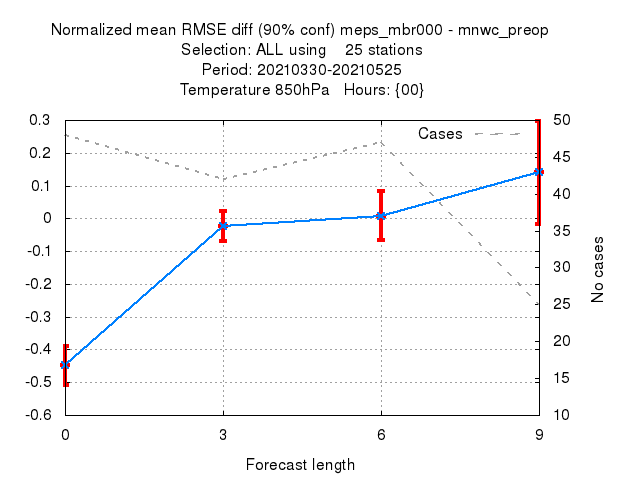 Normalized mean RMSE diff (90% conf) meps_mbr000 - mnwc_preop
Selection: ALL using 25 stations
Period: 20210330-20210525
Temperature 850hPa Hours: {00}
Cases
0.3
0.2
0.1
0
-0.1
-0.2
-0.3
-0.4
-0.5
-0.6
50
45
40
35
30
25
20
15
10
No cases
0 3 6 9
Forecast length